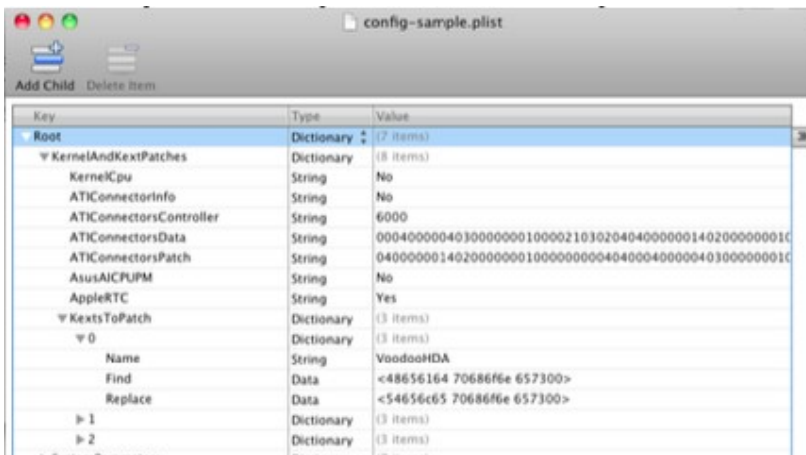 config-sample.plist
Add Child Delete Item
Key Type Value
Root Dictionary (7 items)
KernelAndKextPatches Dictionary (8 items)
KernelCpu String No
ATIConnectorInfo String No
ATIConnectorsController String 6000
ATIConnectorsData String
ATIConnectorsPatch String
AsusAICPUPM String No
AppleRTC String Yes
KextsToPatch Dictionary (3 items)
0 Dictionary (3 items)
Name String VoodooHDA
Find Data <48656164 70686f6e 657300>
Replace Data <54656c65 70686f6e 657300>
1 Dictionary (3 items)
2 Dictionary (3 items)